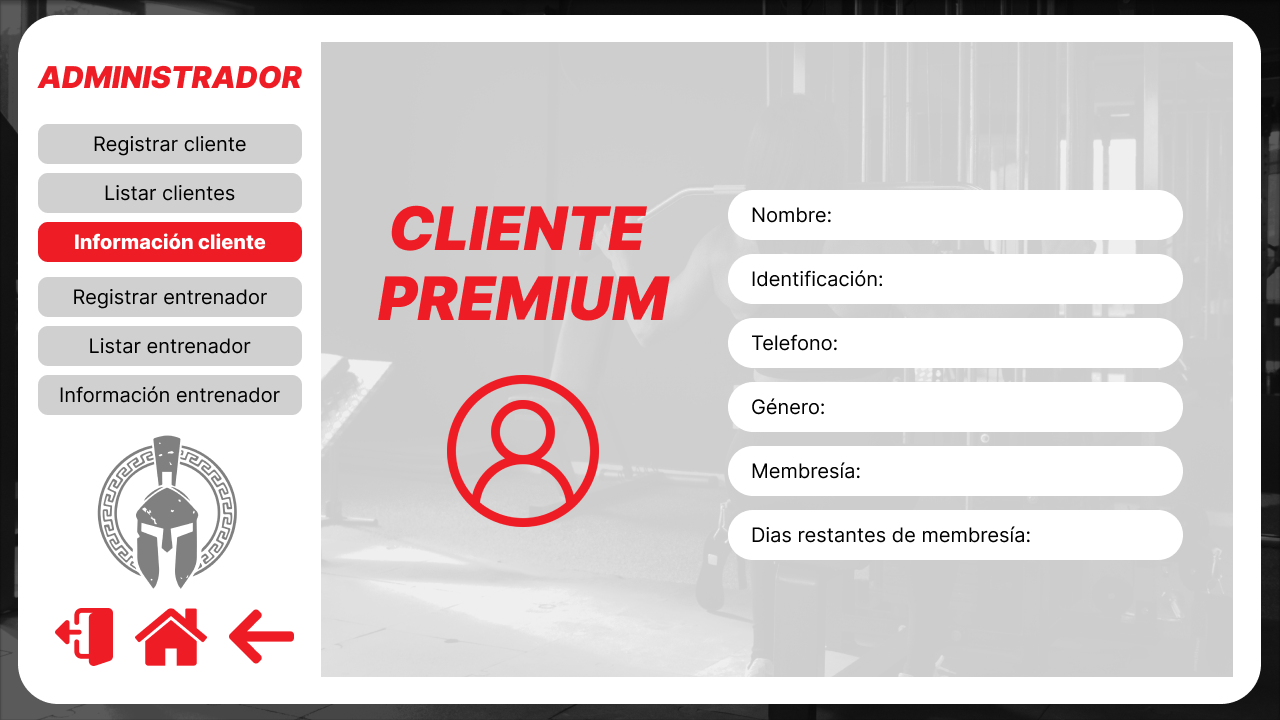 ADMINISTRADOR
Registrar cliente
Listar clientes
Información cliente
Registrar entrenador
Listar entrenador
Información entrenador
CLIENTE
PREMIUM
Nombre:
Identificación:
Telefono:
Género:
Membresía:
Dias restantes de membresía: